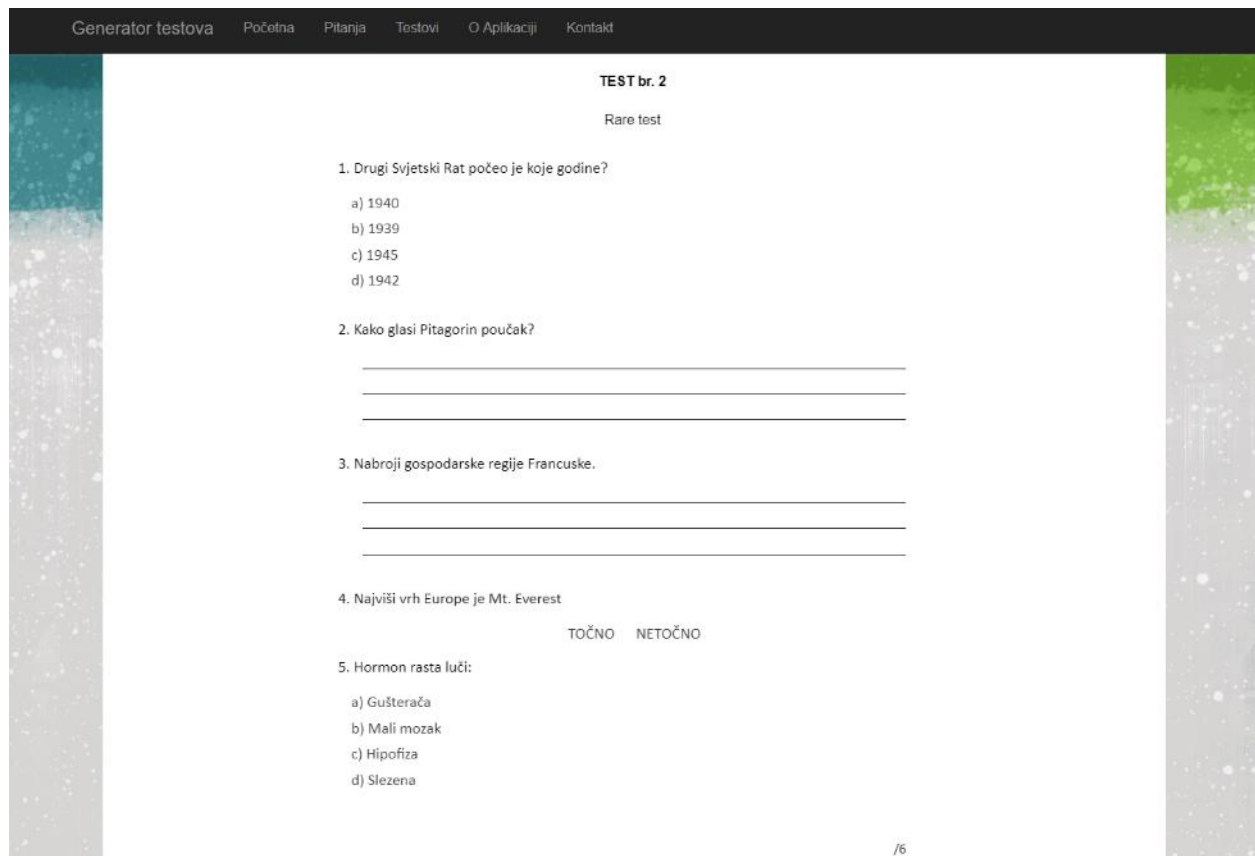 Generator testova Početna Pitanja Testovi O Aplikaciji Kontakt
TEST br. 2
Rare test
1. Drugi Svjetski Rat počeo je koje godine?
a) 1940
b) 1939
c) 1945
d) 1942
2. Kako glasi Pitagorin poučak?
3. Nabroji gospodarske regije Francuske.
4. Najviši vrh Europe je Mt. Everest
TOČNO NETOČNO
5. Hormon rasta luči:
a) Gušterača
b) Mali mozak
c) Hipofiza
d) Slezena
/6